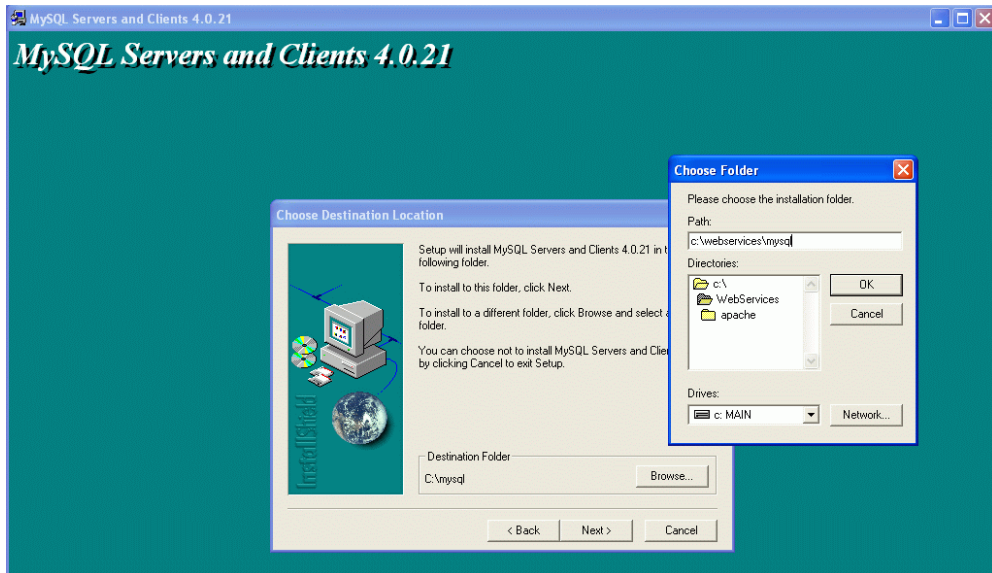 MySQL Servers and Clients 4.0.21
MySQL Servers and Clients 4.0.21
Choose Destination Location
Setup will install MySQL Servers and Clients 4.0.21 in
following folder.
To install to this folder, click Next.
To install to a different folder, click Browse and select
folder.
You can choose not to install MySQL Servers and
by clicking Cancel to exit Setup.
InstallShield
Destination Folder
C:\mysql
Browse...
< Back
Next >
Cancel
Choose Folder
Please choose the installation folder.
Path:
c:\webservices\mysql
Directories:
c:\
WebServices
apache
OK
Cancel
Drives:
c: MAIN
Network...